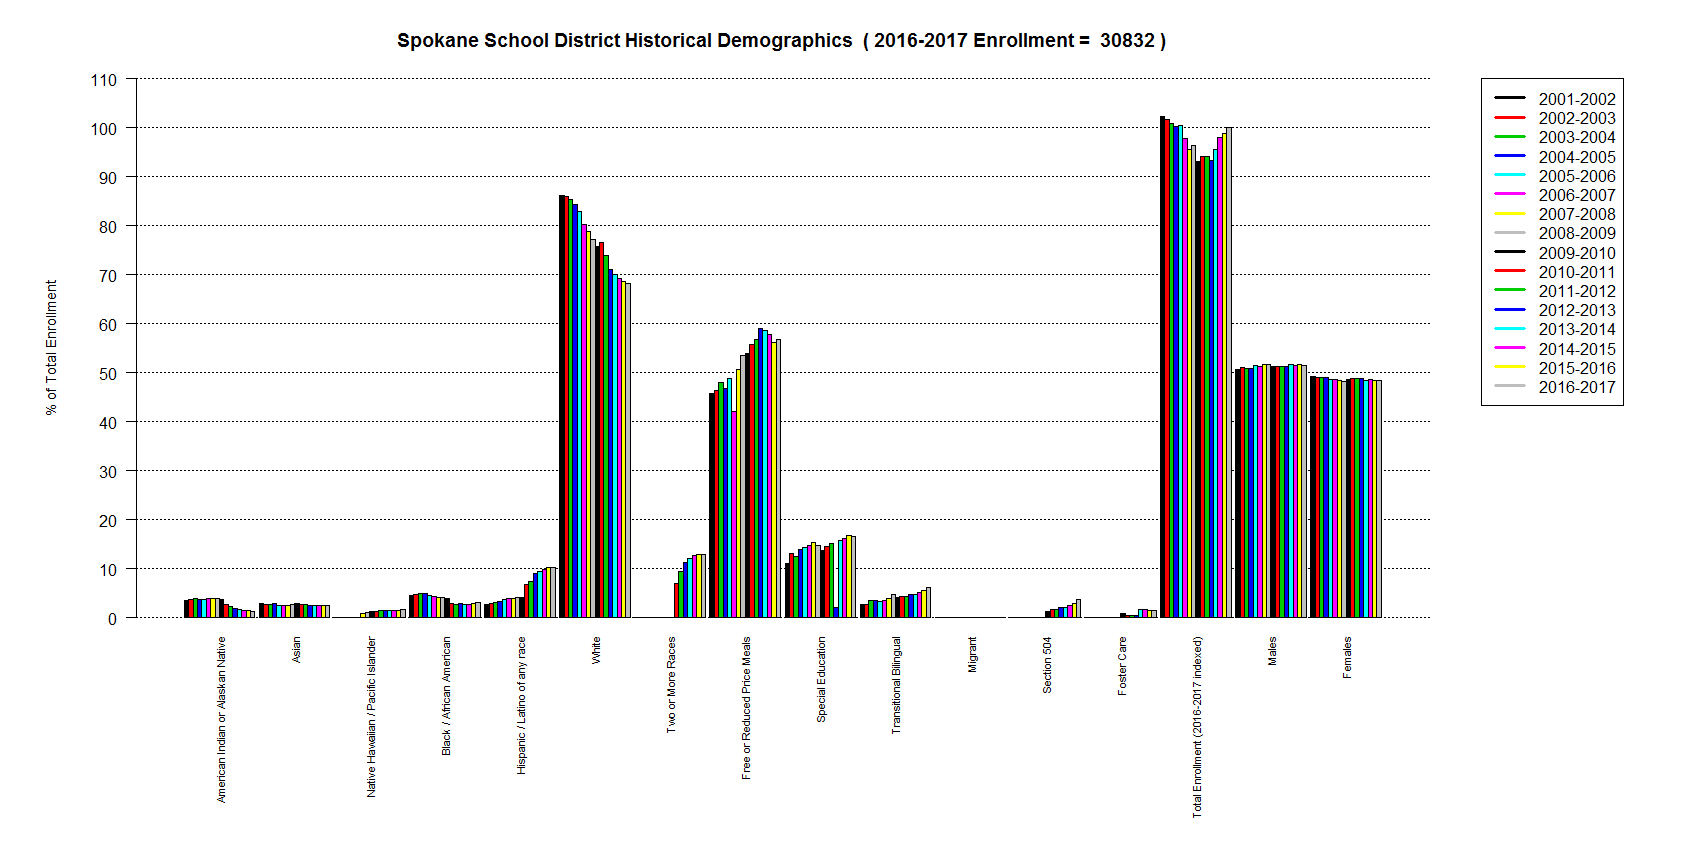 Spokane School District Historical Demographics ( 2016-2017 Enrollment = 30832 )
% of Total Enrollment
110
100
90
80
70
60
50
40
30
20
10
0
American Indian or Alaskan Native
Asian
Native Hawaiian / Pacific Islander
Black / African American
Hispanic / Latino of any race
White
Two or More Races
Free or Reduced Price Meals
Special Education
Transitional Bilingual
Migrant
Section 504
Foster Care
Total Enrollment (2016-2017 indexed)
Males
Females
2001-2002
2002-2003
2003-2004
2004-2005
2005-2006
2006-2007
2007-2008
2008-2009
2009-2010
2010-2011
2011-2012
2012-2013
2013-2014
2014-2015
2015-2016
2016-2017